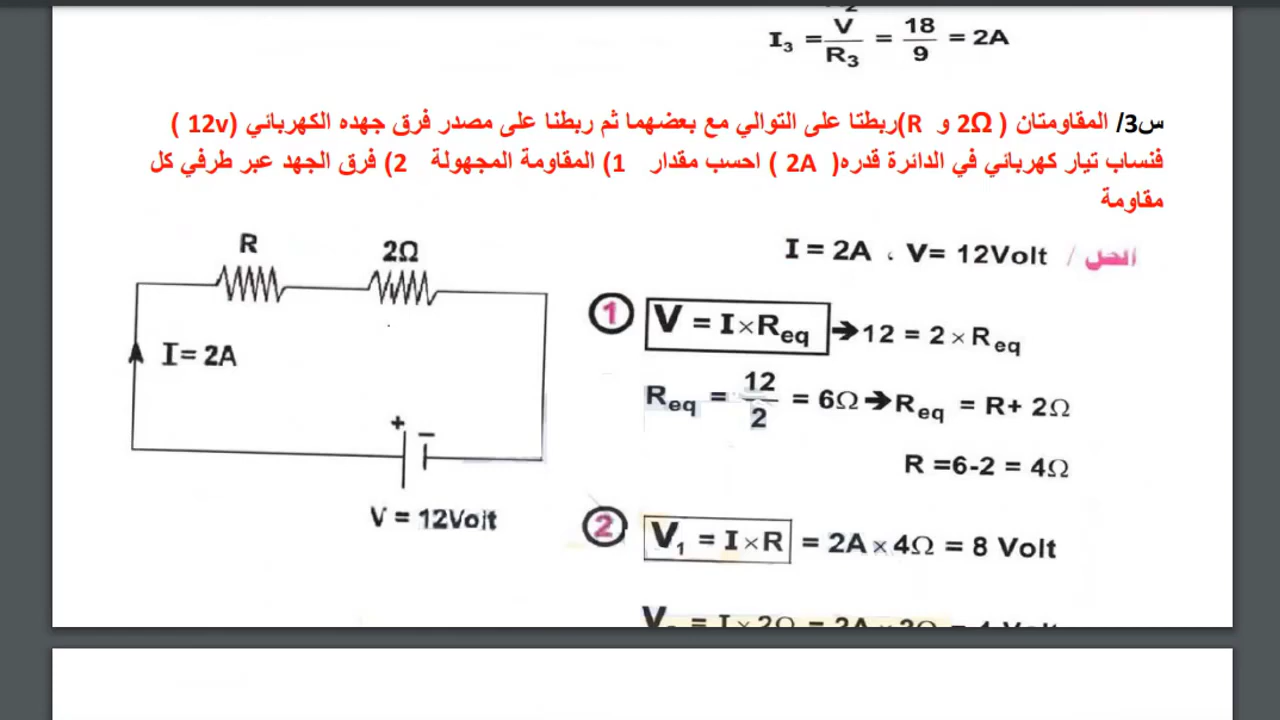 I₃ = V/R₃ = 18/9 = 2A
س3/ المقاومتان ( 2Ω و R)ربطتا على التوالي مع بعضهما ثم ربطنا على مصدر فرق جهده الكهربائي (12v )
فنساب تيار كهربائي في الدائرة قدره( 2A ) احسب مقدار 1) المقاومة المجهولة 2) فرق الجهد عبر طرفي كل
مقاومة
الحل / I = 2A ، V= 12Volt
R 2Ω
I= 2A
+ −
V = 12Volt
① V = I×Req ➔12 = 2 × Req
Req = 12/2 = 6Ω➔Req = R+ 2Ω
R =6-2 = 4Ω
② V₁ = I×R = 2A × 4Ω = 8 Volt